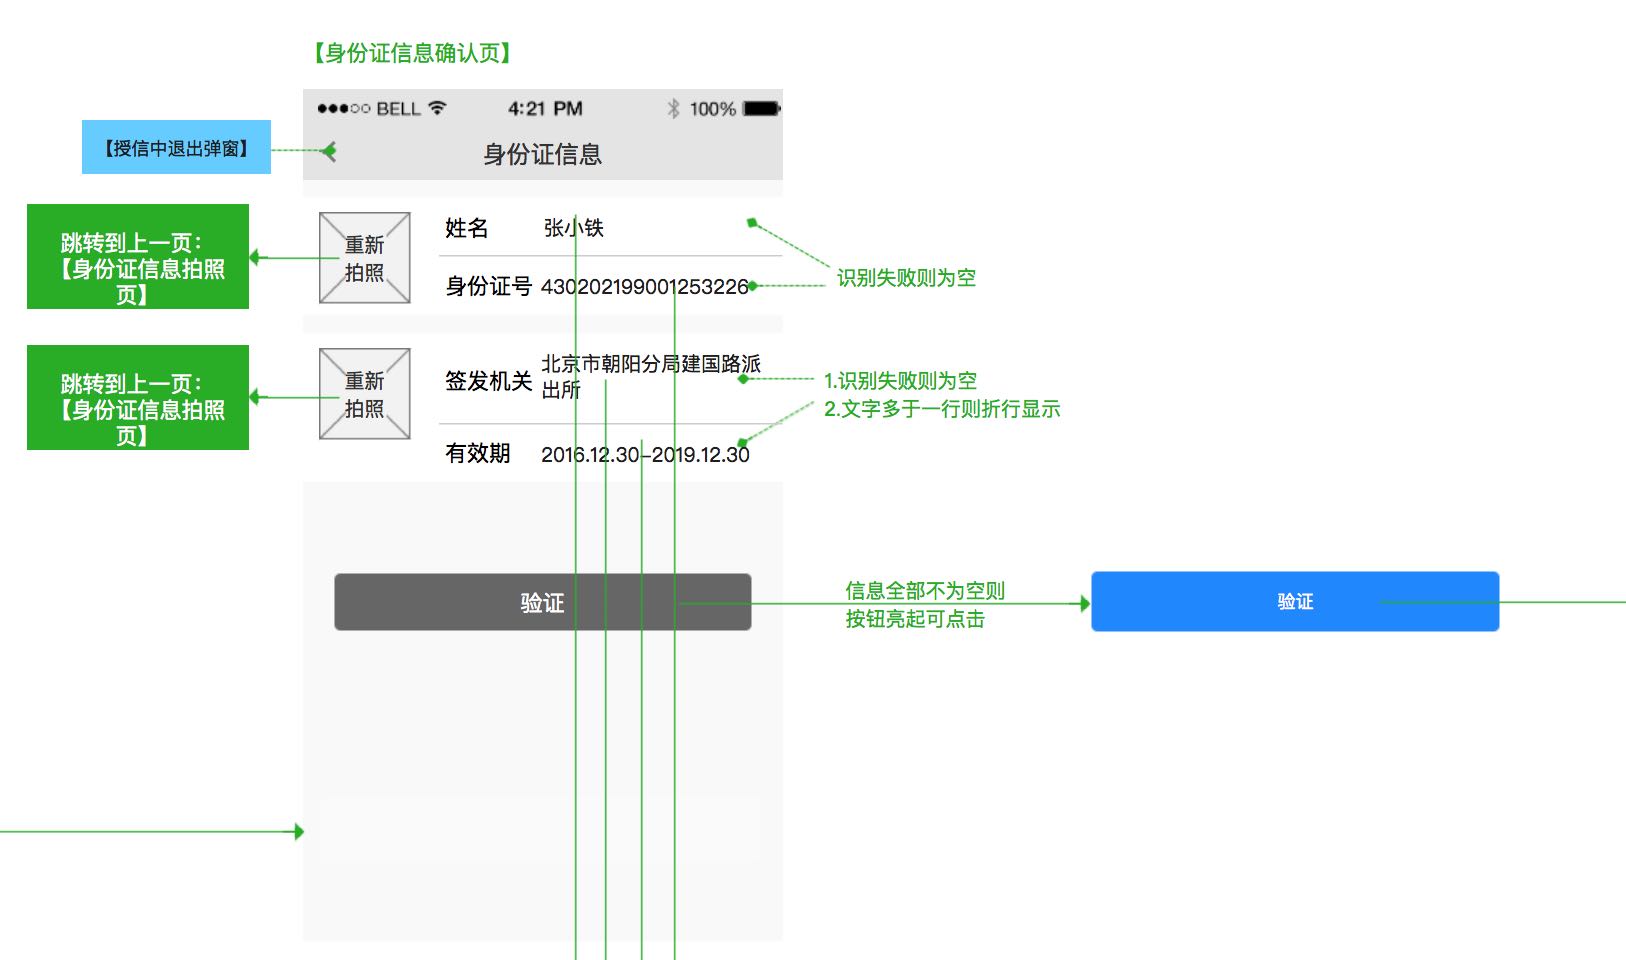 【身份证信息确认页】
BELL 4:21 PM 100%
【授信中退出弹窗】
身份证信息
跳转到上一页：
【身份证信息拍照
页】
重新
拍照
姓名 张小铁
身份证号 430202199001253226
识别失败则为空
跳转到上一页：
【身份证信息拍照
页】
重新
拍照
签发机关 北京市朝阳分局建国路派
出所
1.识别失败则为空
2.文字多于一行则折行显示
有效期 2016.12.30–2019.12.30
验证
信息全部不为空则
按钮亮起可点击
验证